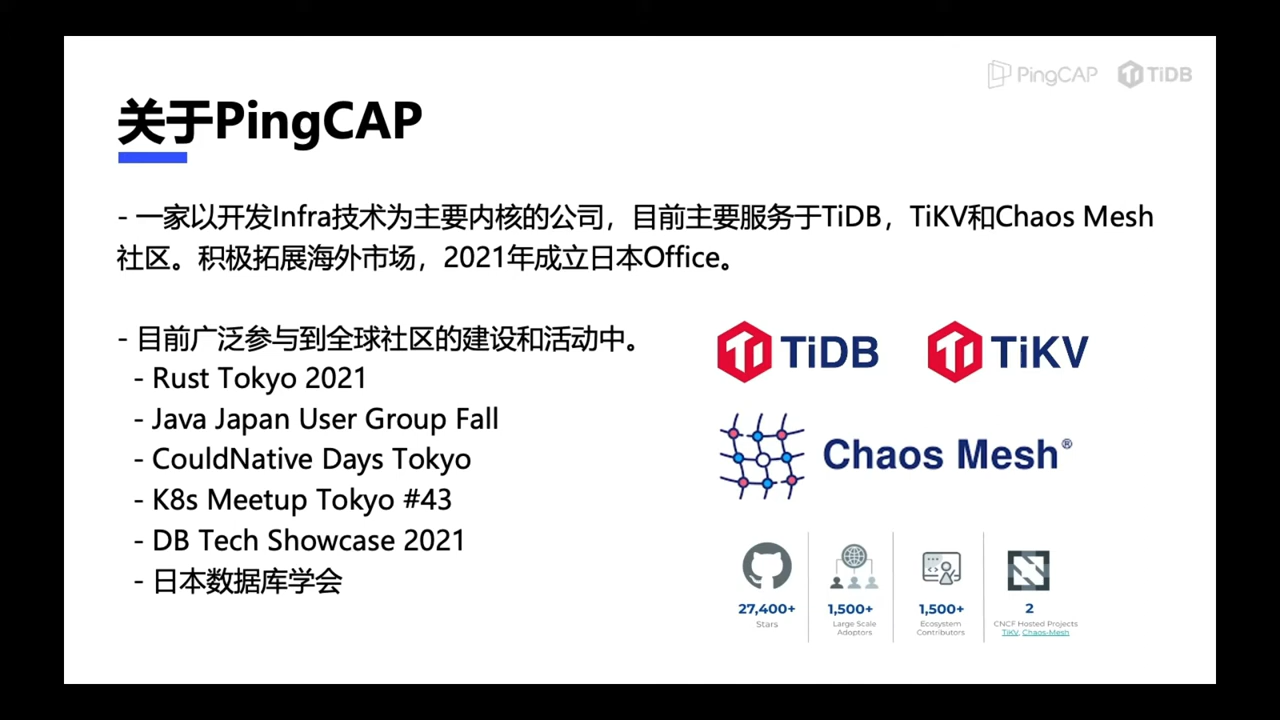 PingCAP TiDB
关于PingCAP
- 一家以开发Infra技术为主要内核的公司，目前主要服务于TiDB，TiKV和Chaos Mesh
社区。积极拓展海外市场，2021年成立日本Office。
- 目前广泛参与到全球社区的建设和活动中。
- Rust Tokyo 2021
- Java Japan User Group Fall
- CouldNative Days Tokyo
- K8s Meetup Tokyo #43
- DB Tech Showcase 2021
- 日本数据库学会
TiDB TiKV
Chaos Mesh®
27,400+ 1,500+ 1,500+ 2
Stars Large Scale Ecosystem CNCF Hosted Projects
Adoptors Contributors TiKV, Chaos-Mesh